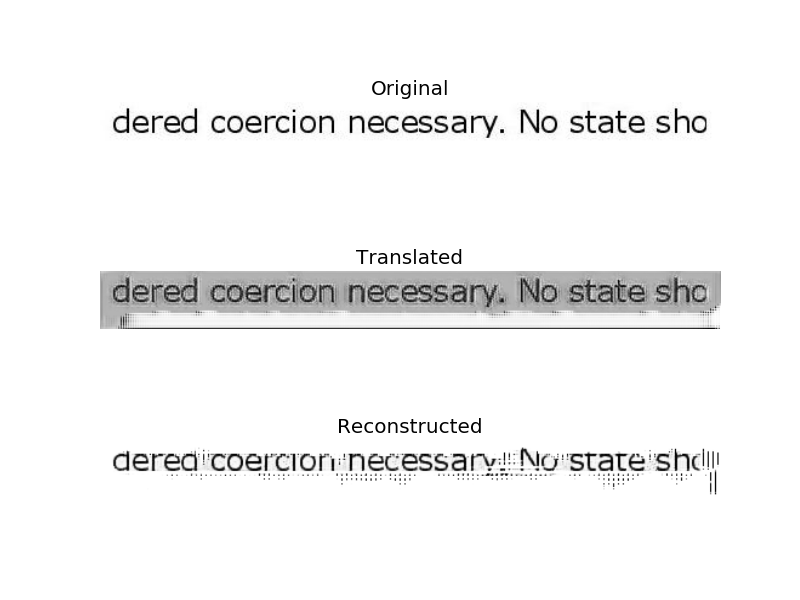 Original
dered coercion necessary. No state sho
Translated
dered coercion necessary. No state sho
Reconstructed
dered coercion necessary. No state sho